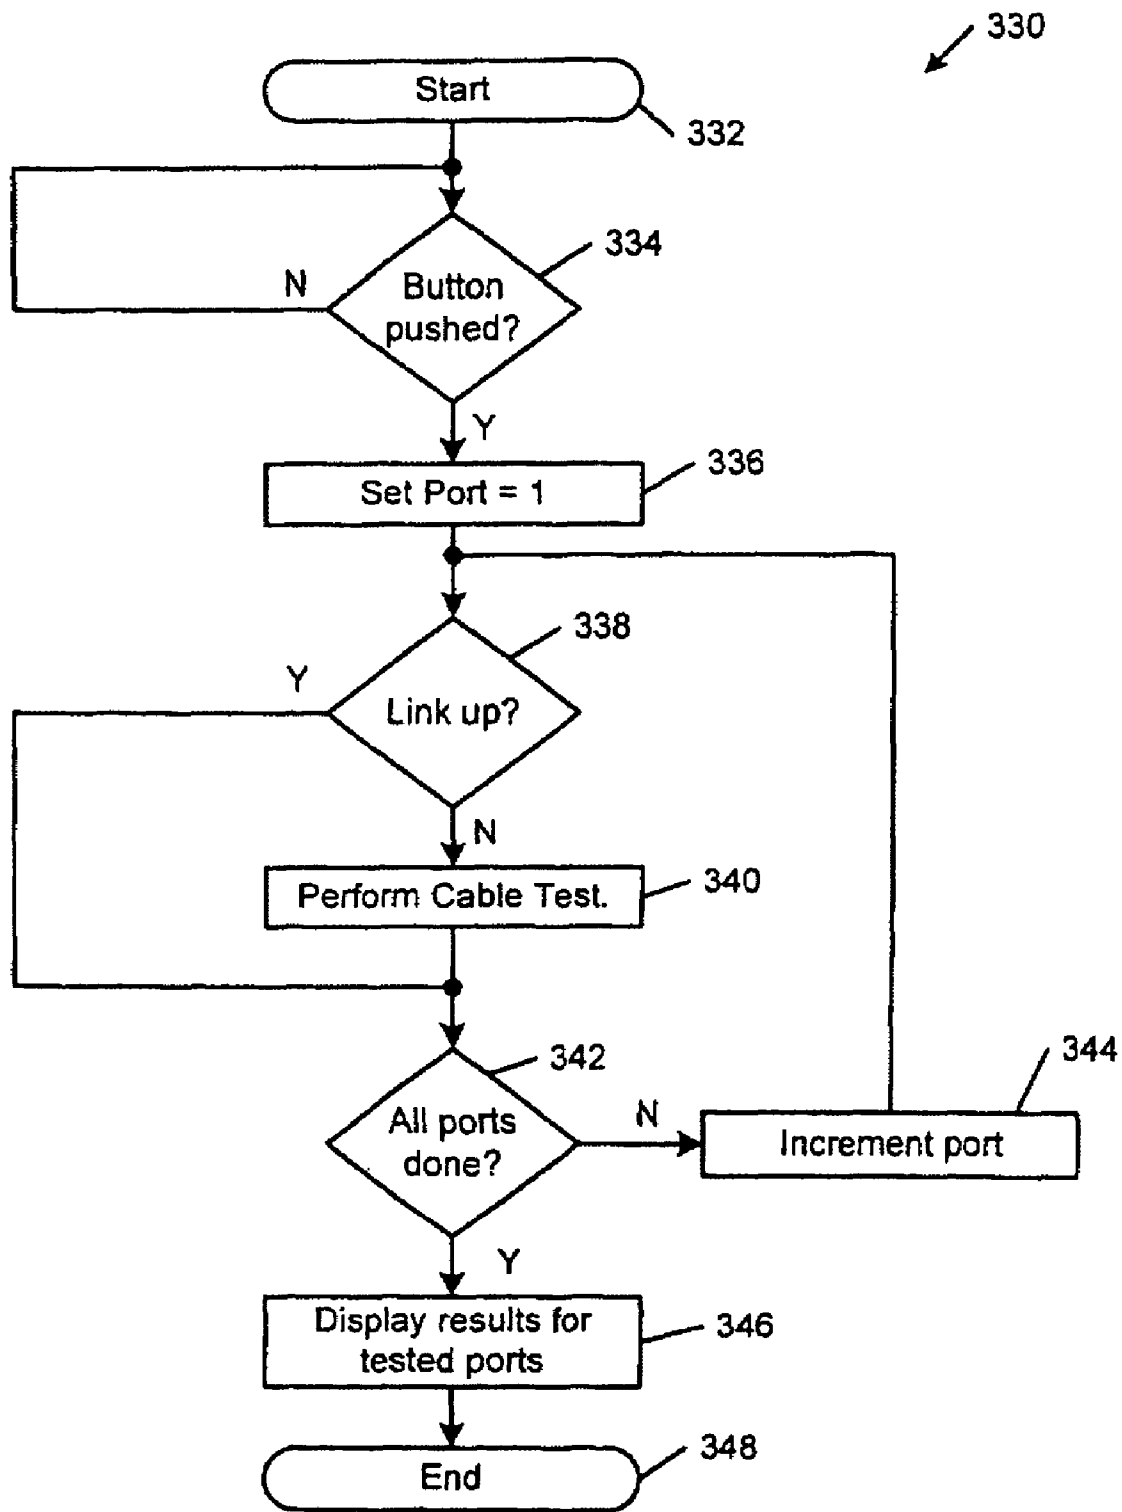 330
Start
332
334
N
Button
pushed?
Y
336
Set Port = 1
338
Y
Link up?
N
340
Perform Cable Test.
342
344
All ports
done?
N
Increment port
Y
Display results for
tested ports
346
End
348